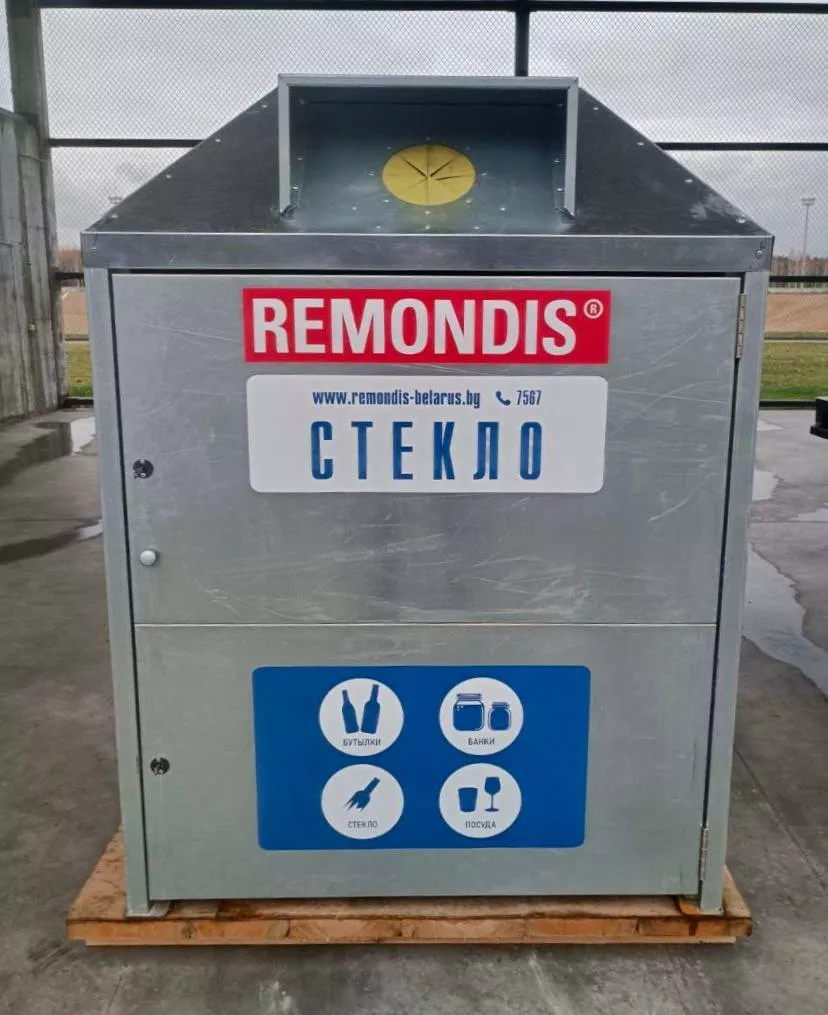 REMONDIS®
www.remondis-belarus.by 7567
СТЕКЛО
БУТЫЛКИ БАНКИ
СТЕКЛО ПОСУДА